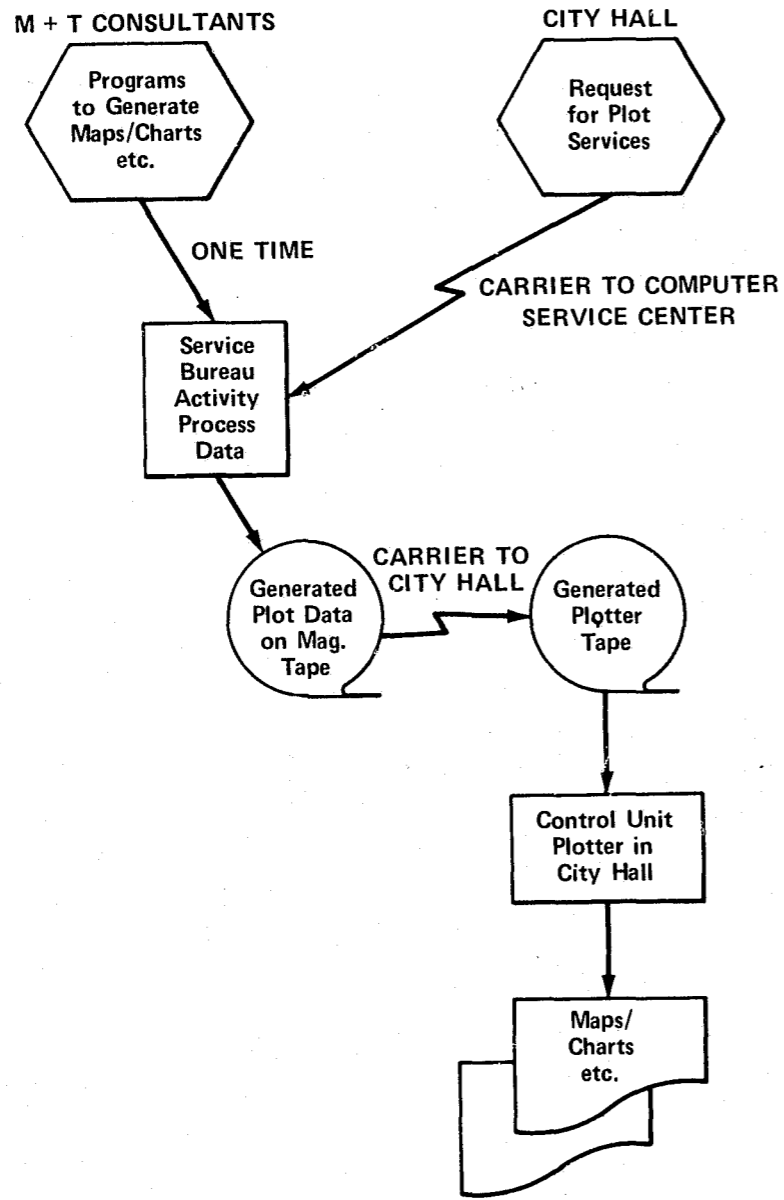 M + T CONSULTANTS
CITY HALL
Programs
to Generate
Maps/Charts
etc.
Request
for Plot
Services
ONE TIME
CARRIER TO COMPUTER
SERVICE CENTER
Service
Bureau
Activity
Process
Data
Generated
Plot Data
on Mag.
Tape
CARRIER TO
CITY HALL
Generated
Plotter
Tape
Control Unit
Plotter in
City Hall
Maps/
Charts
etc.